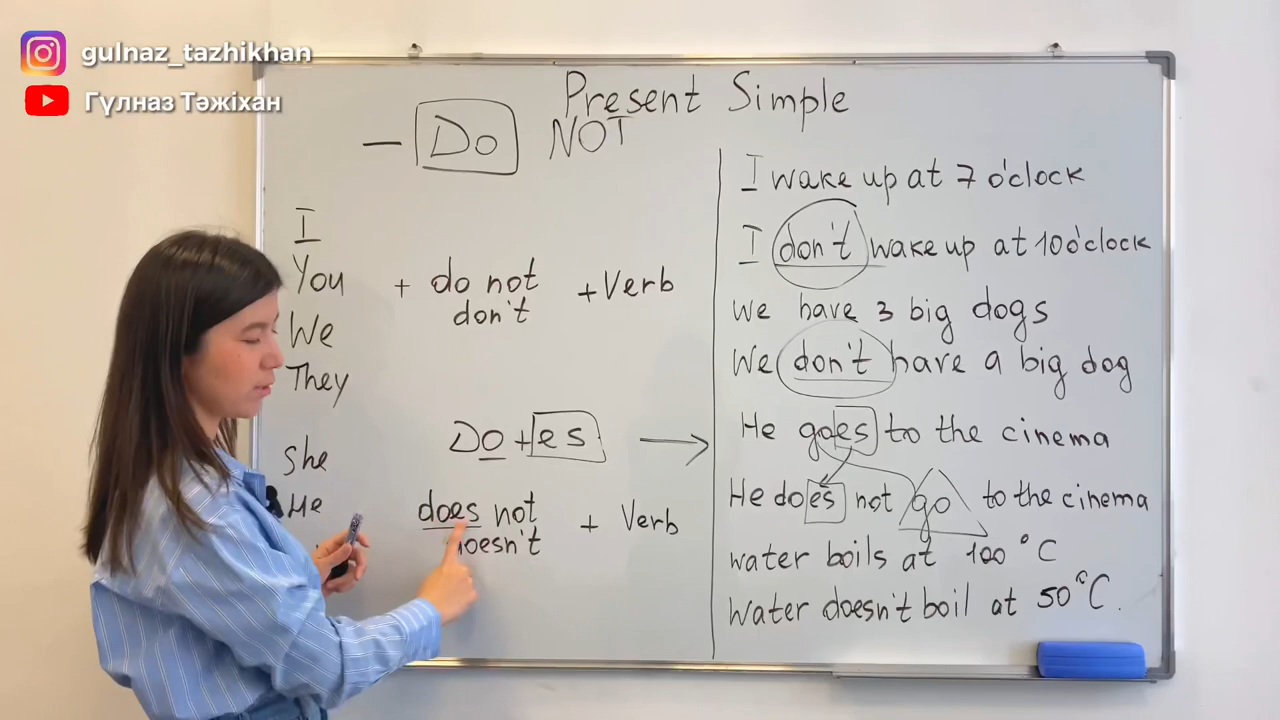 gulnaz_tazhikhan
Гүлназ Тәжіхан
Present Simple
— Do NOT
I
You
We
They
+ do not + Verb
don't
Do + es →
she
He
does not + Verb
doesn't
I wake up at 7 o'clock
I don't wake up at 10 o'clock
We have 3 big dogs
We don't have a big dog
He goes to the cinema
He does not go to the cinema
water boils at 100 °C
Water doesn't boil at 50°C.